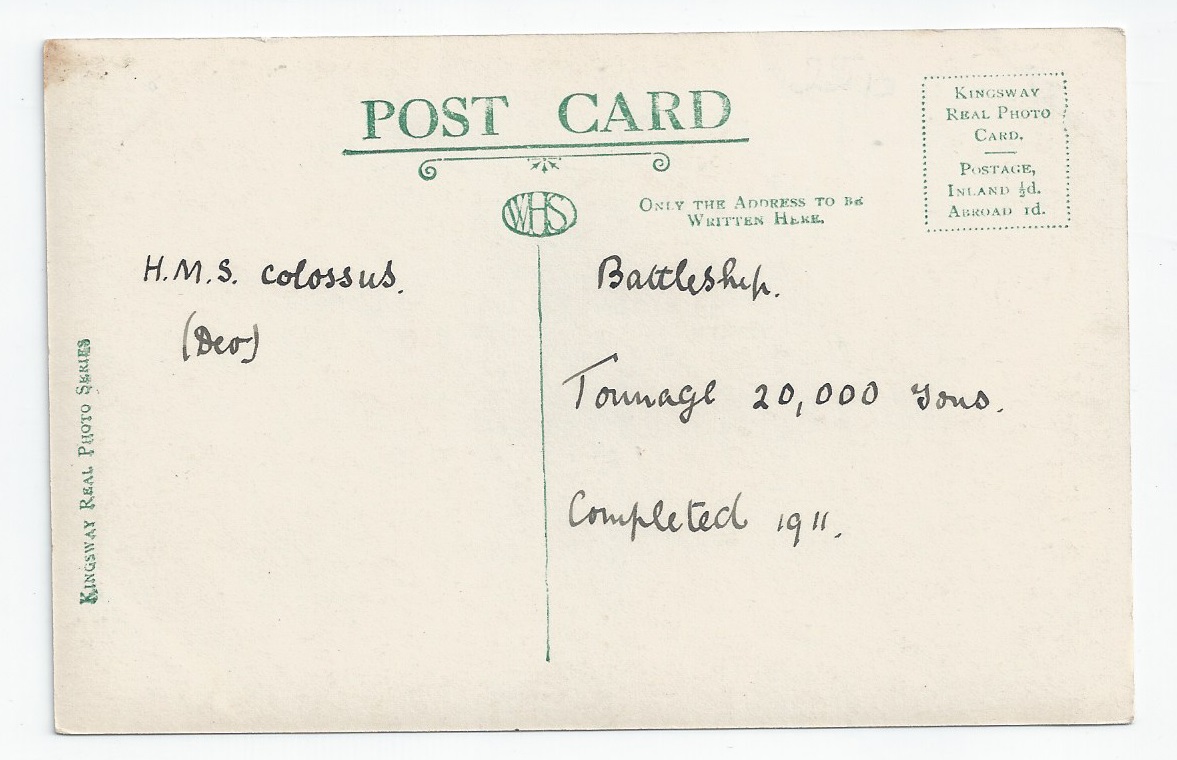 POST CARD
KINGSWAY
REAL PHOTO
CARD.
POSTAGE,
INLAND ½d.
ABROAD 1d.
WHS
ONLY THE ADDRESS TO BE
WRITTEN HERE.
H.M.S. Colossus.
(Dev)
Battleship.
Tonnage 20,000 Tons.
Completed 1911.
KINGSWAY REAL PHOTO SERIES